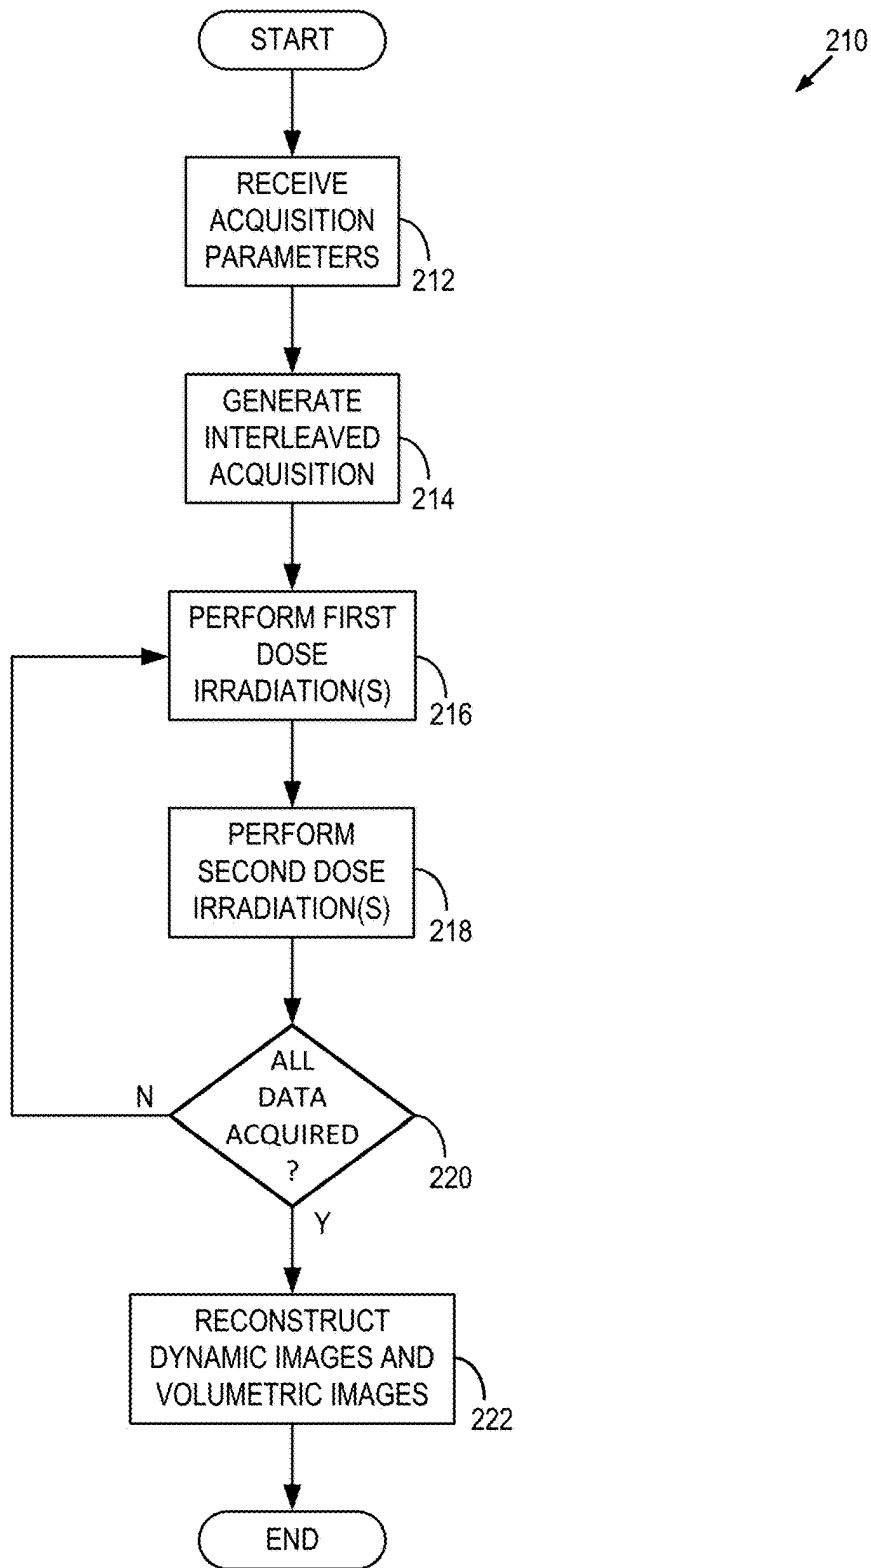 START
210
RECEIVE
ACQUISITION
PARAMETERS
212
GENERATE
INTERLEAVED
ACQUISITION
214
PERFORM FIRST
DOSE
IRRADIATION(S)
216
PERFORM
SECOND DOSE
IRRADIATION(S)
218
ALL
DATA
ACQUIRED
?
N
220
Y
RECONSTRUCT
DYNAMIC IMAGES AND
VOLUMETRIC IMAGES
222
END